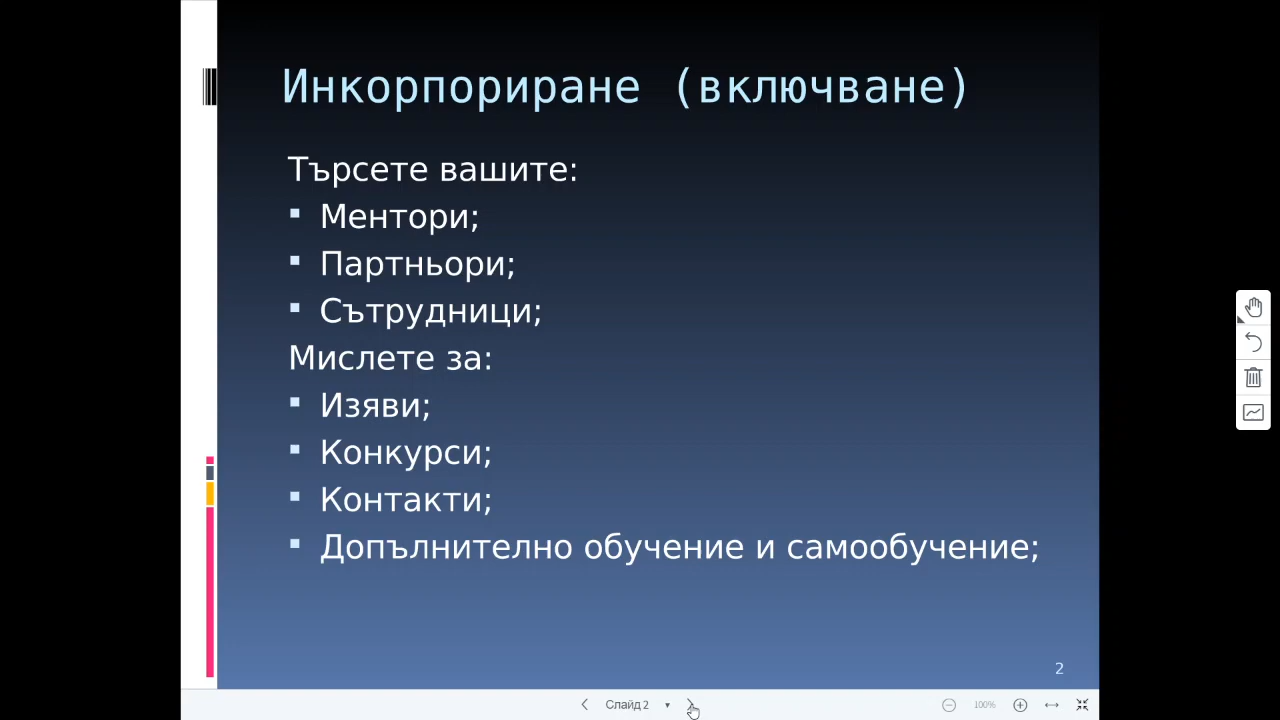 Инкорпориране (включване)
Търсете вашите:
Ментори;
Партньори;
Сътрудници;
Мислете за:
Изяви;
Конкурси;
Контакти;
Допълнително обучение и самообучение;
2
Слайд 2
100%